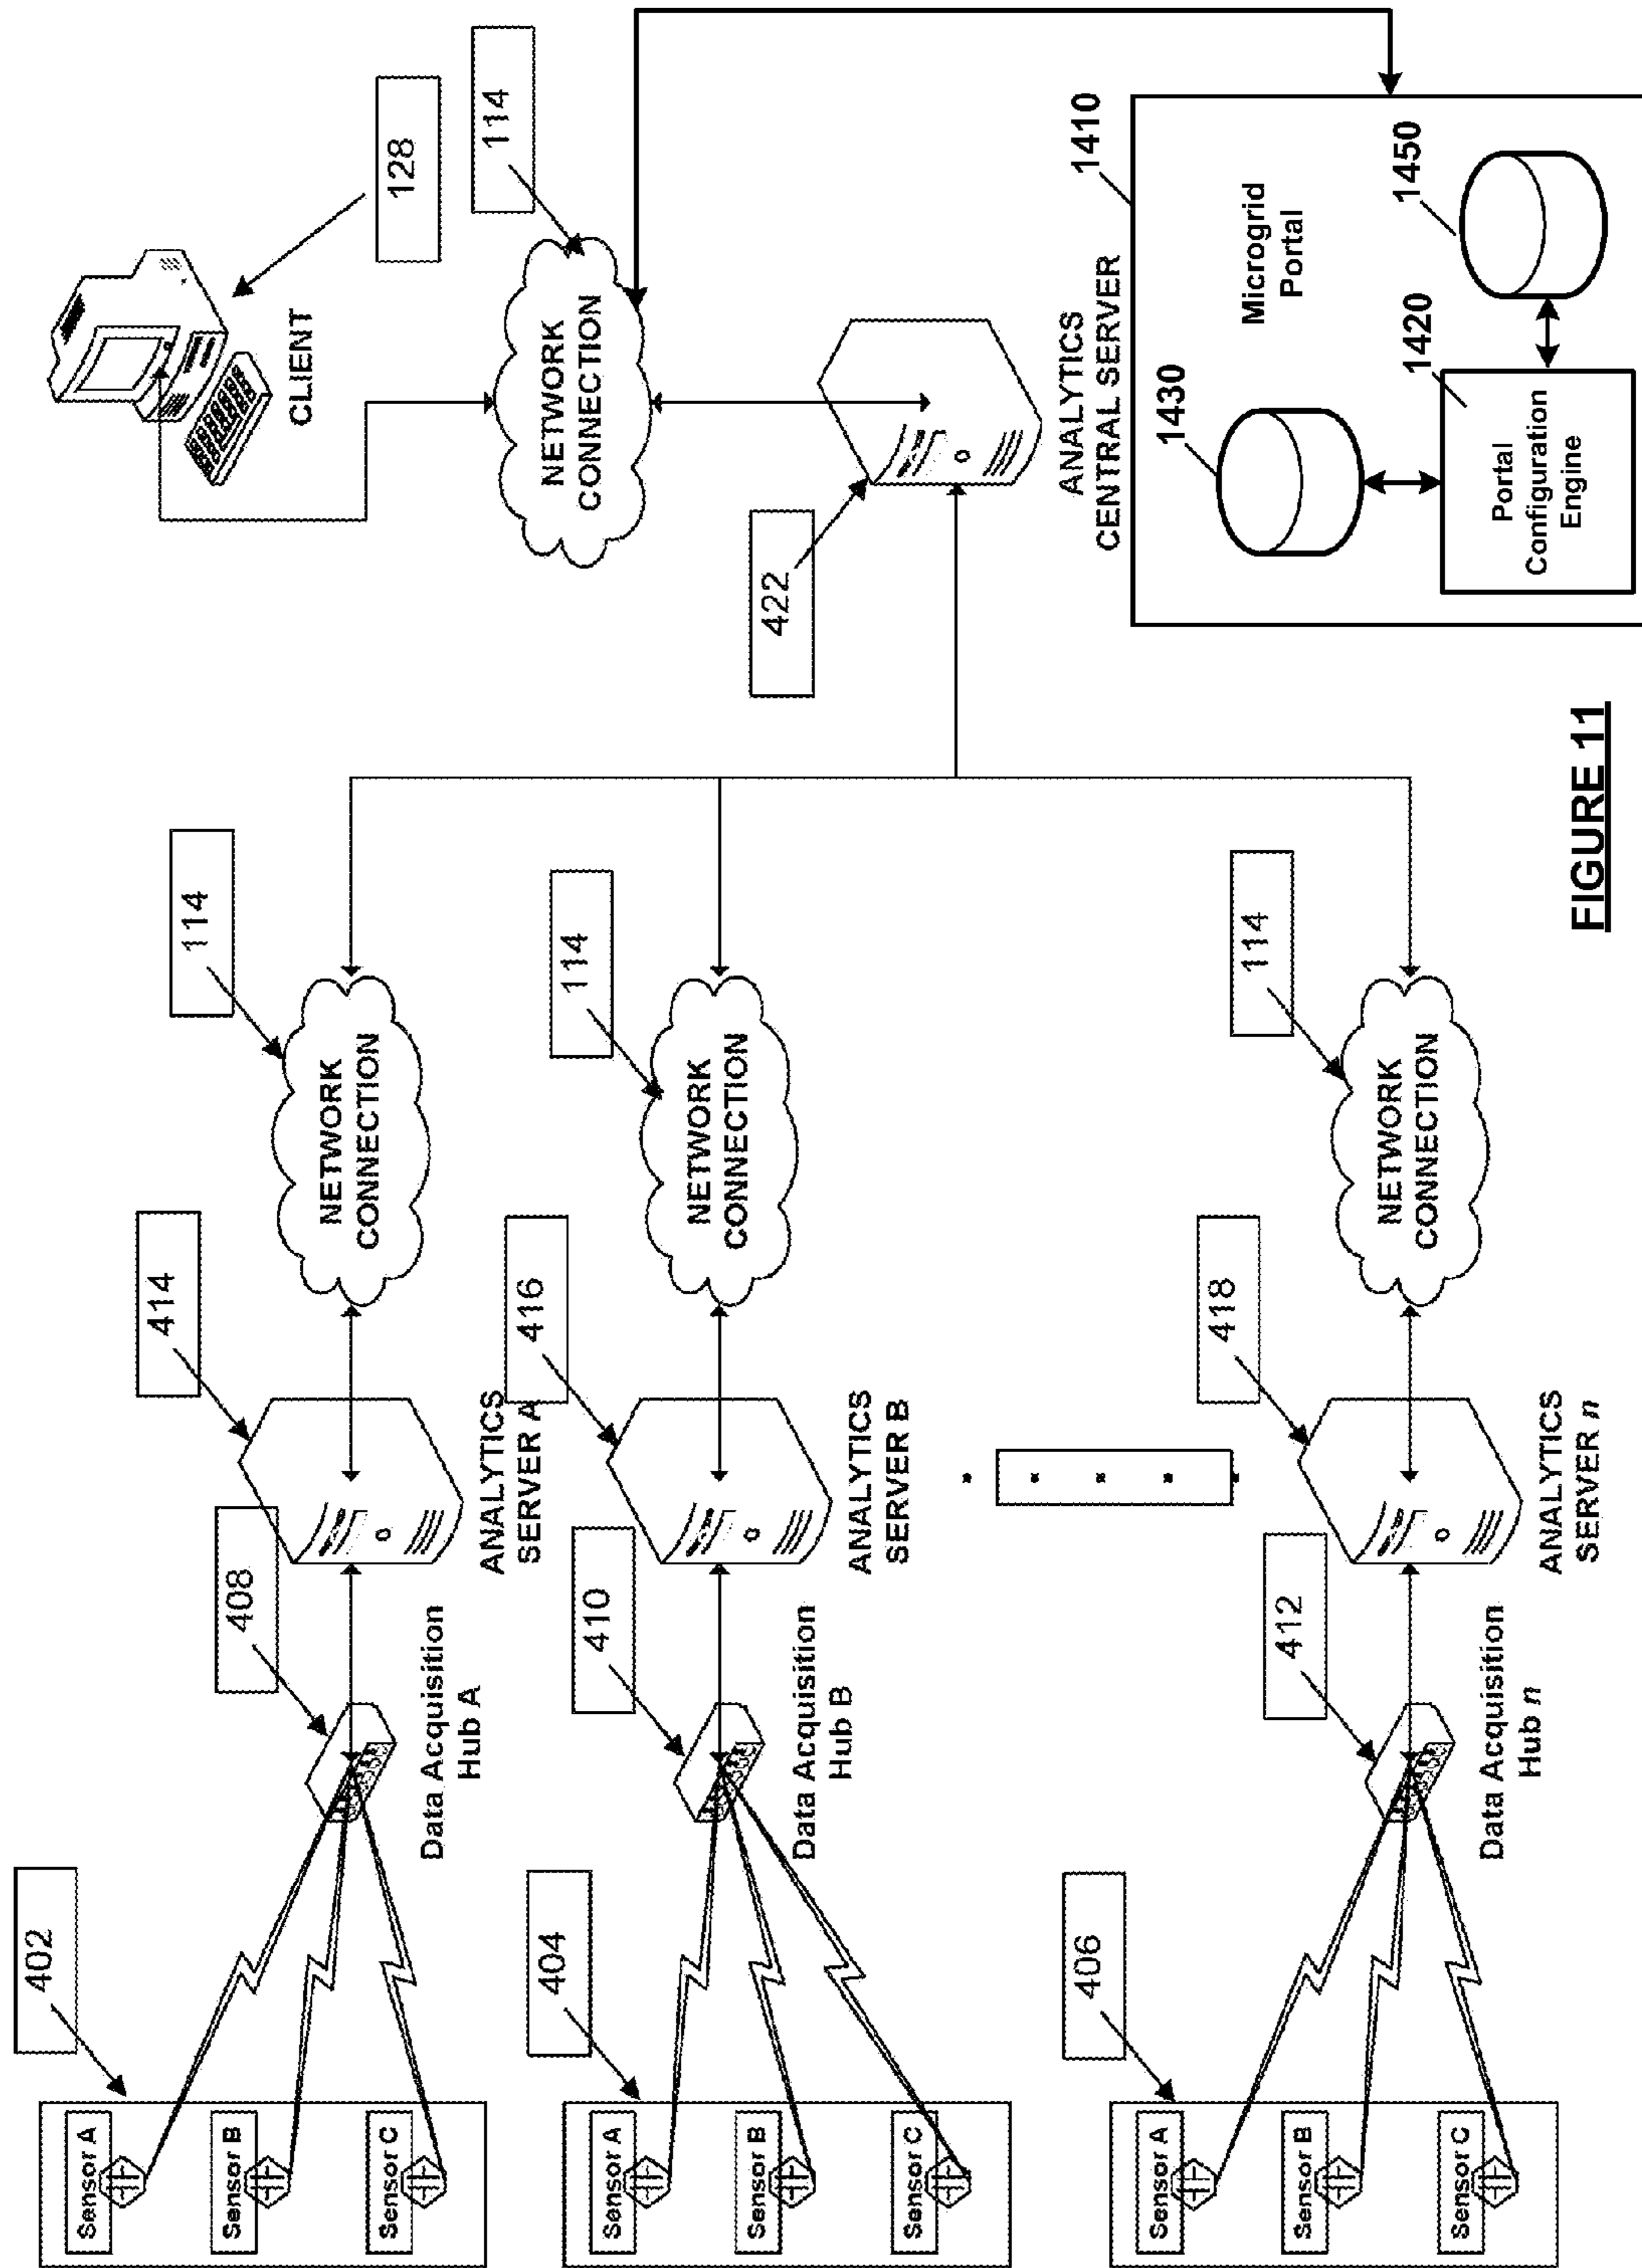 402
Sensor A
Sensor B
Sensor C
408
Data Acquisition
Hub A
414
ANALYTICS
SERVER A
114
NETWORK
CONNECTION
404
Sensor A
Sensor B
Sensor C
410
Data Acquisition
Hub B
416
ANALYTICS
SERVER B
114
NETWORK
CONNECTION
406
Sensor A
Sensor B
Sensor C
412
Data Acquisition
Hub n
418
ANALYTICS
SERVER n
114
NETWORK
CONNECTION
CLIENT
128
NETWORK
CONNECTION
114
422
ANALYTICS
CENTRAL SERVER
1410
Microgrid
Portal
1430
1450
1420
Portal
Configuration
Engine
FIGURE 11